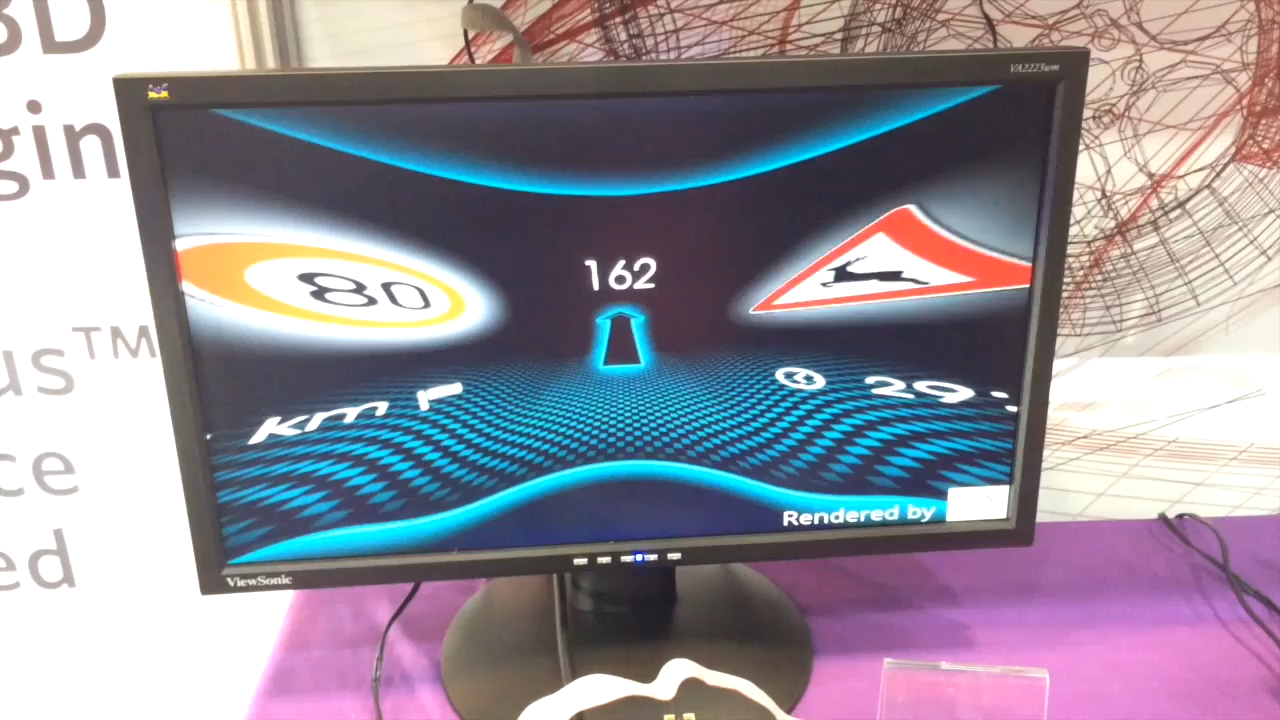 3D
gin
us™
ce
ed
VA2223wm
162
80
km
29
Rendered by
ViewSonic